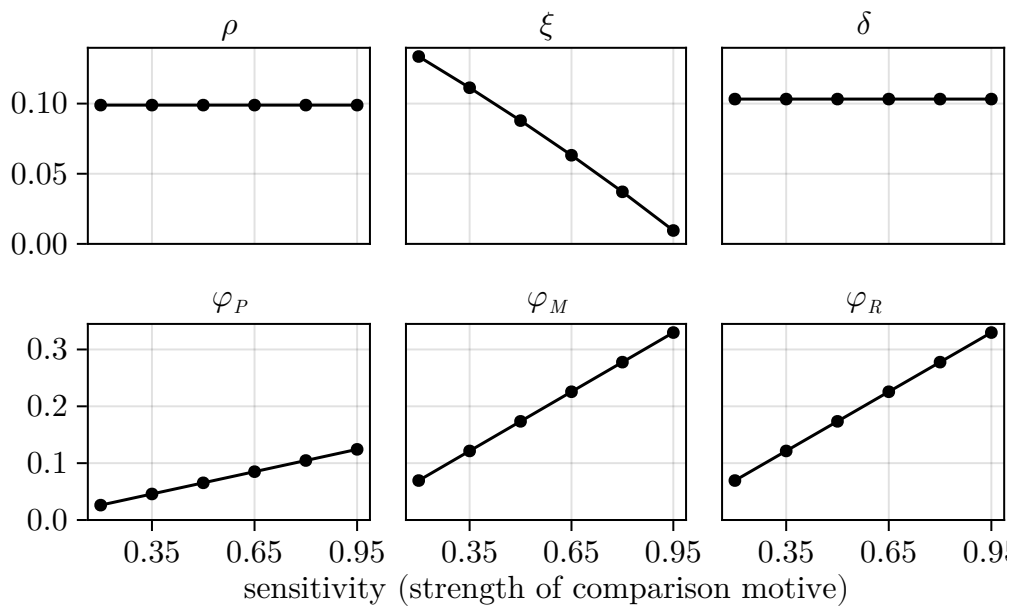 ρ ξ δ
0.10
0.05
0.00
φ_P φ_M φ_R
0.3
0.2
0.1
0.0
0.35 0.65 0.95 0.35 0.65 0.95 0.35 0.65 0.9
sensitivity (strength of comparison motive)